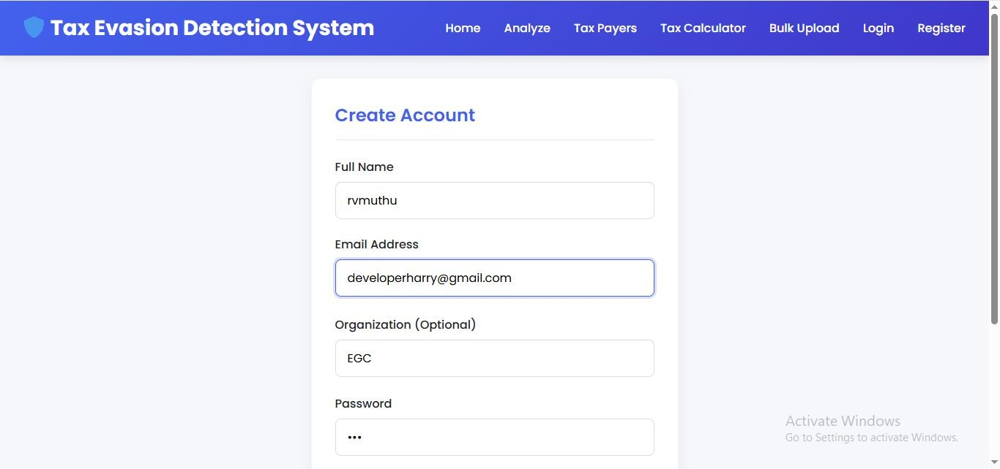 Tax Evasion Detection System
Home Analyze Tax Payers Tax Calculator Bulk Upload Login Register
Create Account
Full Name
rvmuthu
Email Address
developerharry@gmail.com
Organization (Optional)
EGC
Password
•••
Activate Windows
Go to Settings to activate Windows.